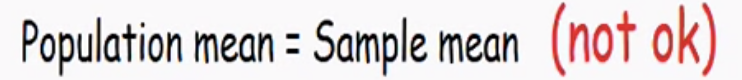 Population mean = Sample mean (not ok)